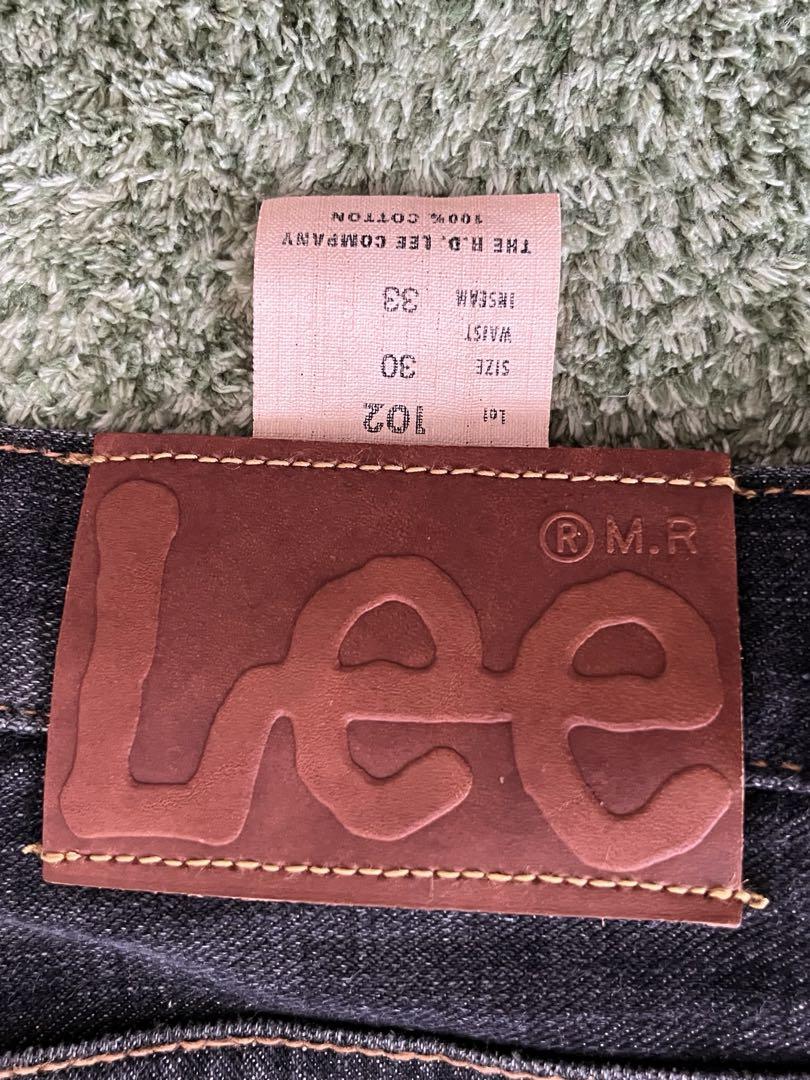 Lot 102
SIZE 30
WAIST
INSEAM 33
THE H.D. LEE COMPANY
100% COTTON
® M.R
Lee